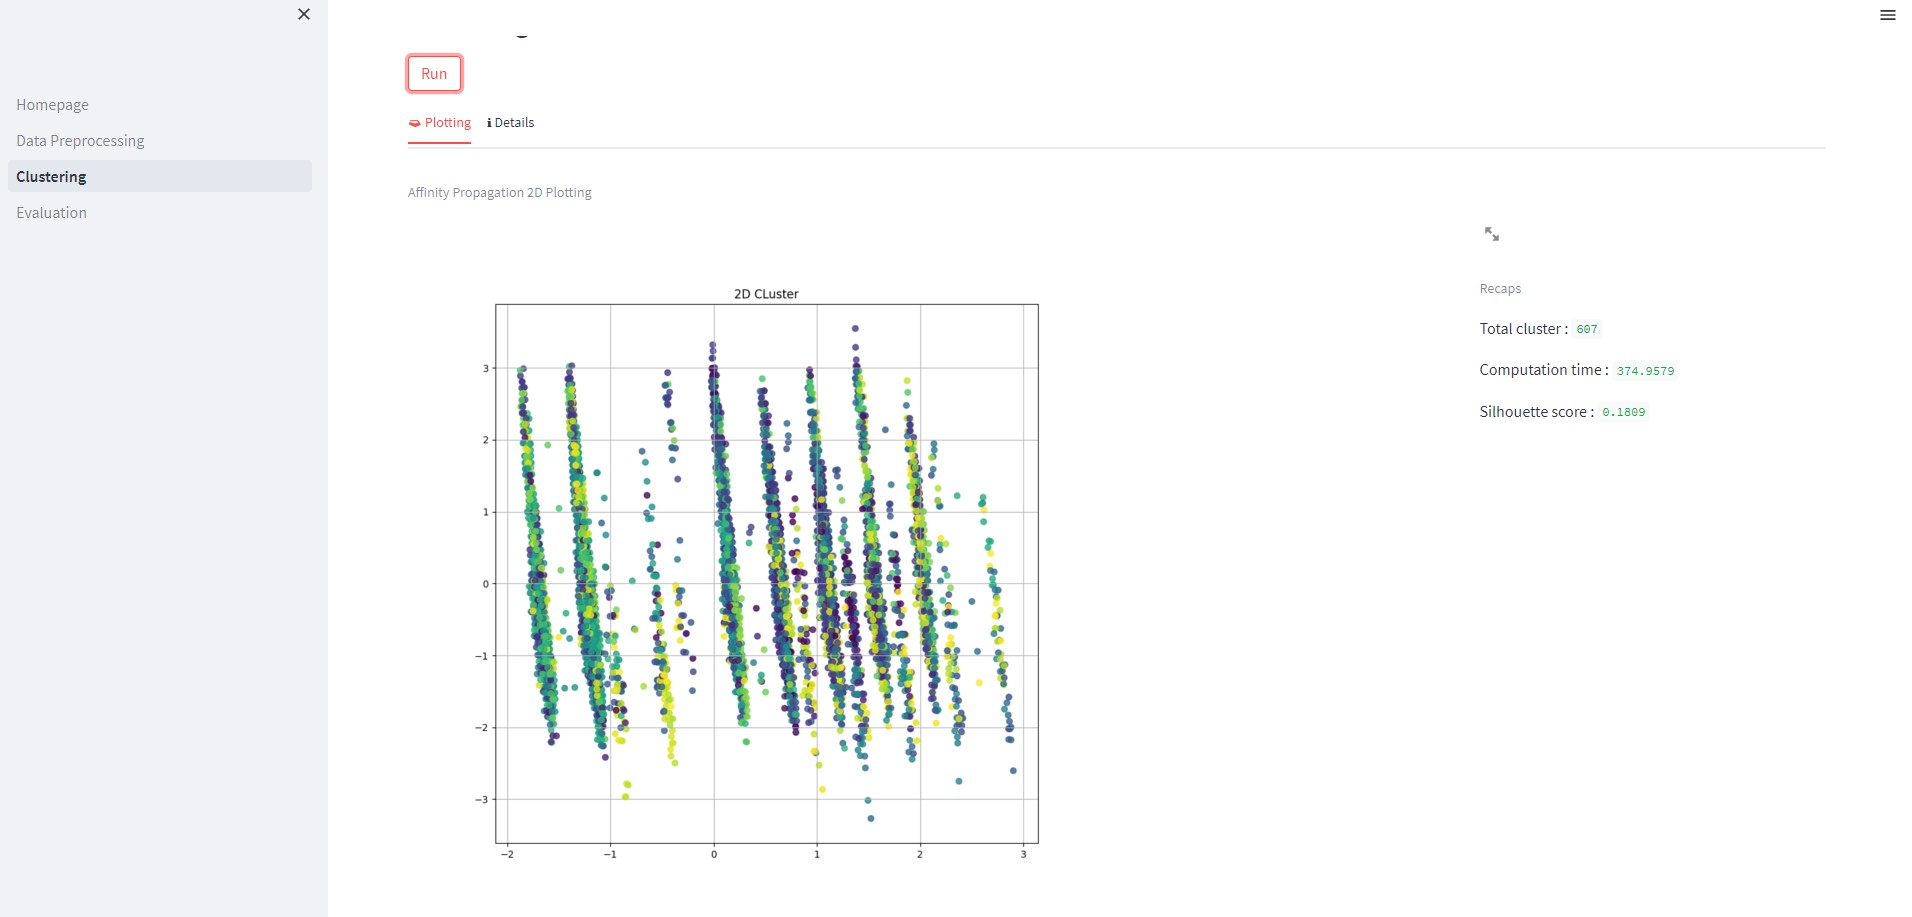 Homepage
Data Preprocessing
Clustering
Evaluation
Run
Plotting
Details
Affinity Propagation 2D Plotting
2D CLuster
3
2
1
0
−1
−2
−3
−2 −1 0 1 2 3
Recaps
Total cluster : 607
Computation time : 374.9579
Silhouette score : 0.1809